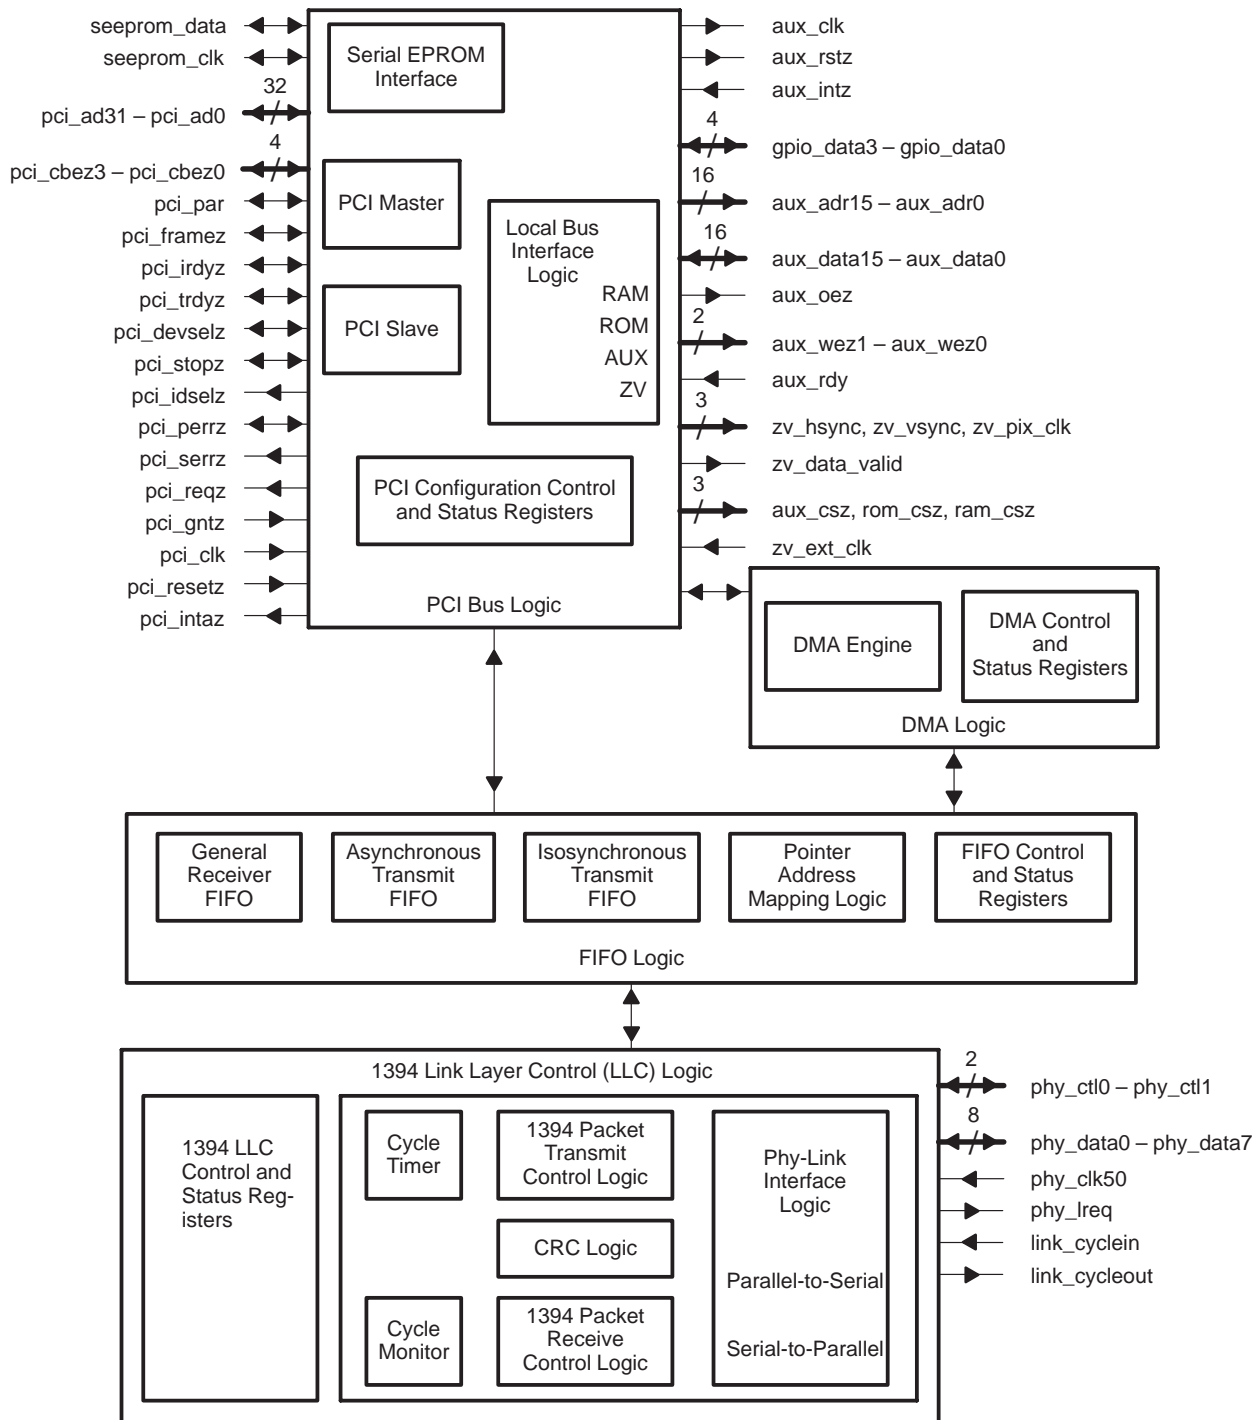 seeprom_data
seeprom_clk
32
pci_ad31 – pci_ad0
4
pci_cbez3 – pci_cbez0
pci_par
pci_framez
pci_irdyz
pci_trdyz
pci_devselz
pci_stopz
pci_idselz
pci_perrz
pci_serrz
pci_reqz
pci_gntz
pci_clk
pci_resetz
pci_intaz
Serial EPROM
Interface
PCI Master
PCI Slave
Local Bus
Interface
Logic
RAM
ROM
AUX
ZV
PCI Configuration Control
and Status Registers
PCI Bus Logic
aux_clk
aux_rstz
aux_intz
4
gpio_data3 – gpio_data0
16
aux_adr15 – aux_adr0
16
aux_data15 – aux_data0
aux_oez
2
aux_wez1 – aux_wez0
aux_rdy
3
zv_hsync, zv_vsync, zv_pix_clk
zv_data_valid
3
aux_csz, rom_csz, ram_csz
zv_ext_clk
DMA Engine
DMA Control
and
Status Registers
DMA Logic
General
Receiver
FIFO
Asynchronous
Transmit
FIFO
Isosynchronous
Transmit
FIFO
Pointer
Address
Mapping Logic
FIFO Control
and Status
Registers
FIFO Logic
1394 Link Layer Control (LLC) Logic
1394 LLC
Control and
Status Reg-
isters
Cycle
Timer
1394 Packet
Transmit
Control Logic
CRC Logic
Cycle
Monitor
1394 Packet
Receive
Control Logic
Phy-Link
Interface
Logic
Parallel-to-Serial
Serial-to-Parallel
2
phy_ctl0 – phy_ctl1
8
phy_data0 – phy_data7
phy_clk50
phy_lreq
link_cyclein
link_cycleout